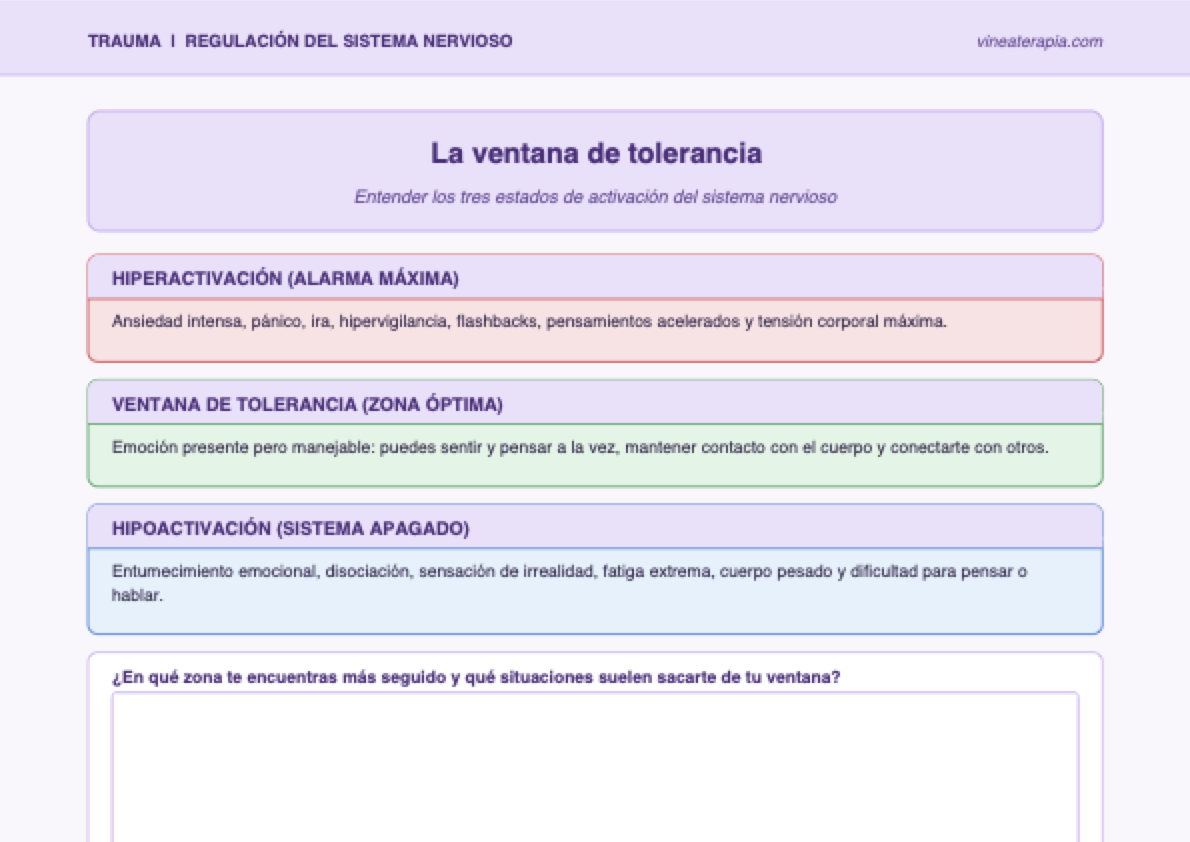 TRAUMA | REGULACIÓN DEL SISTEMA NERVIOSO
vineaterapia.com
La ventana de tolerancia
Entender los tres estados de activación del sistema nervioso
HIPERACTIVACIÓN (ALARMA MÁXIMA)
Ansiedad intensa, pánico, ira, hipervigilancia, flashbacks, pensamientos acelerados y tensión corporal máxima.
VENTANA DE TOLERANCIA (ZONA ÓPTIMA)
Emoción presente pero manejable: puedes sentir y pensar a la vez, mantener contacto con el cuerpo y conectarte con otros.
HIPOACTIVACIÓN (SISTEMA APAGADO)
Entumecimiento emocional, disociación, sensación de irrealidad, fatiga extrema, cuerpo pesado y dificultad para pensar o
hablar.
¿En qué zona te encuentras más seguido y qué situaciones suelen sacarte de tu ventana?